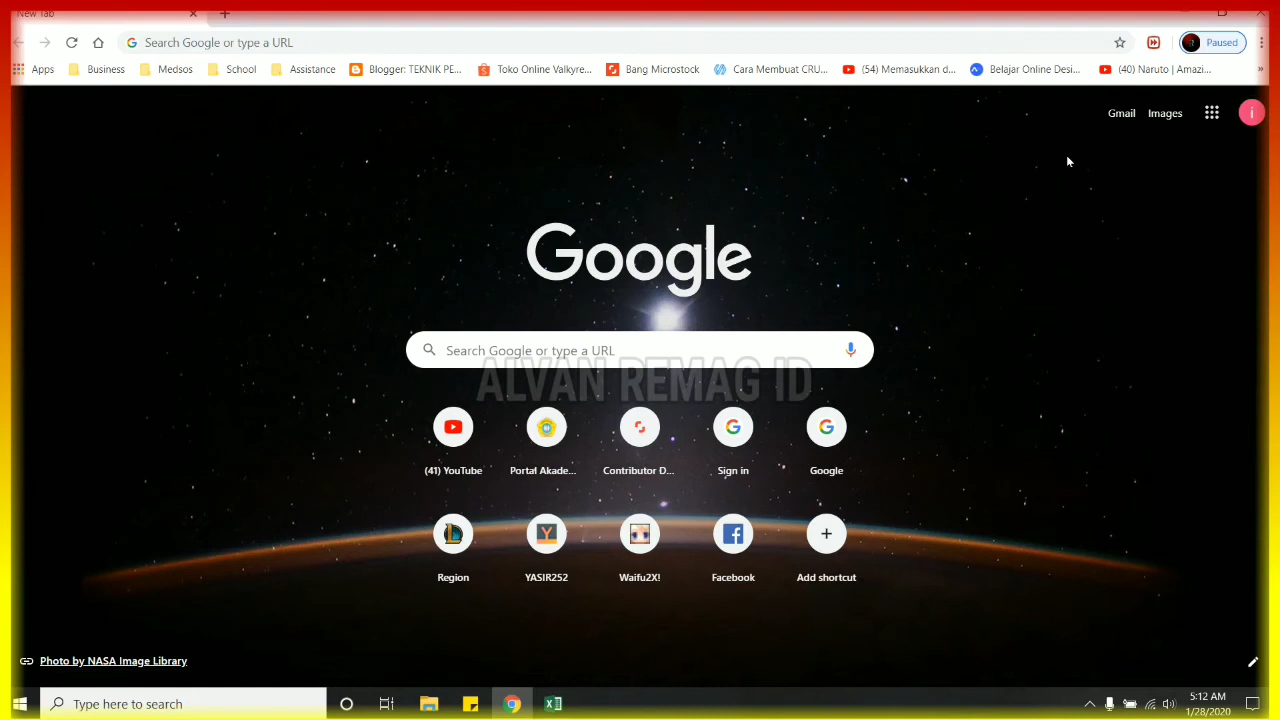 New Tab
Search Google or type a URL
Paused
Apps Business Medsos School Assistance Blogger: TEKNIK PE... Toko Online Valkyre... Bang Microstock Cara Membuat CRU... (54) Memasukkan d... Belajar Online Desi... (40) Naruto | Amazi... »
Gmail Images i
Google
Search Google or type a URL
ALVAN REMAG ID
(41) YouTube Portal Akade... Contributor D... Sign in Google
Region YASIR252 Waifu2X! Facebook Add shortcut
Photo by NASA Image Library
Type here to search
5:12 AM
1/28/2020